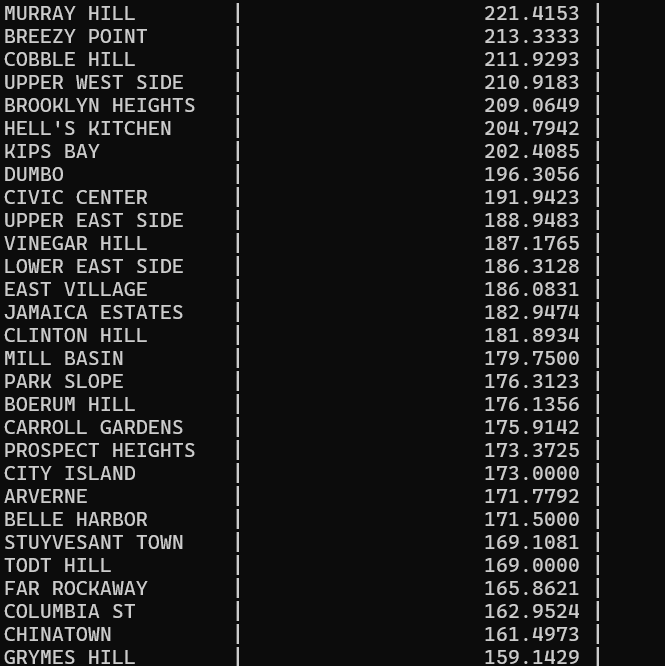 MURRAY HILL | 221.4153 |
BREEZY POINT | 213.3333 |
COBBLE HILL | 211.9293 |
UPPER WEST SIDE | 210.9183 |
BROOKLYN HEIGHTS | 209.0649 |
HELL'S KITCHEN | 204.7942 |
KIPS BAY | 202.4085 |
DUMBO | 196.3056 |
CIVIC CENTER | 191.9423 |
UPPER EAST SIDE | 188.9483 |
VINEGAR HILL | 187.1765 |
LOWER EAST SIDE | 186.3128 |
EAST VILLAGE | 186.0831 |
JAMAICA ESTATES | 182.9474 |
CLINTON HILL | 181.8934 |
MILL BASIN | 179.7500 |
PARK SLOPE | 176.3123 |
BOERUM HILL | 176.1356 |
CARROLL GARDENS | 175.9142 |
PROSPECT HEIGHTS | 173.3725 |
CITY ISLAND | 173.0000 |
ARVERNE | 171.7792 |
BELLE HARBOR | 171.5000 |
STUYVESANT TOWN | 169.1081 |
TODT HILL | 169.0000 |
FAR ROCKAWAY | 165.8621 |
COLUMBIA ST | 162.9524 |
CHINATOWN | 161.4973 |
GRYMES HILL | 159.1429 |